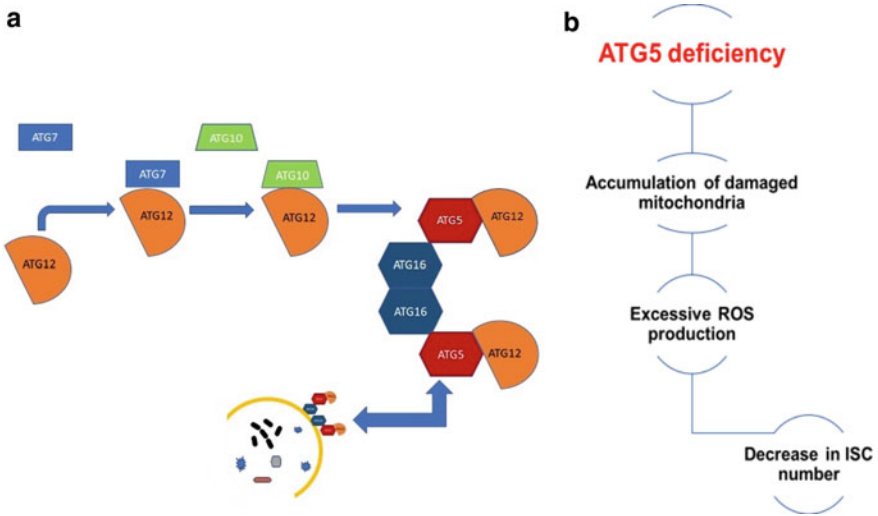 a
ATG7
ATG10
ATG7
ATG10
ATG12
ATG12
ATG12
ATG5
ATG12
ATG16
ATG16
ATG5
ATG12
b
ATG5 deficiency
Accumulation of damaged
mitochondria
Excessive ROS
production
Decrease in ISC
number